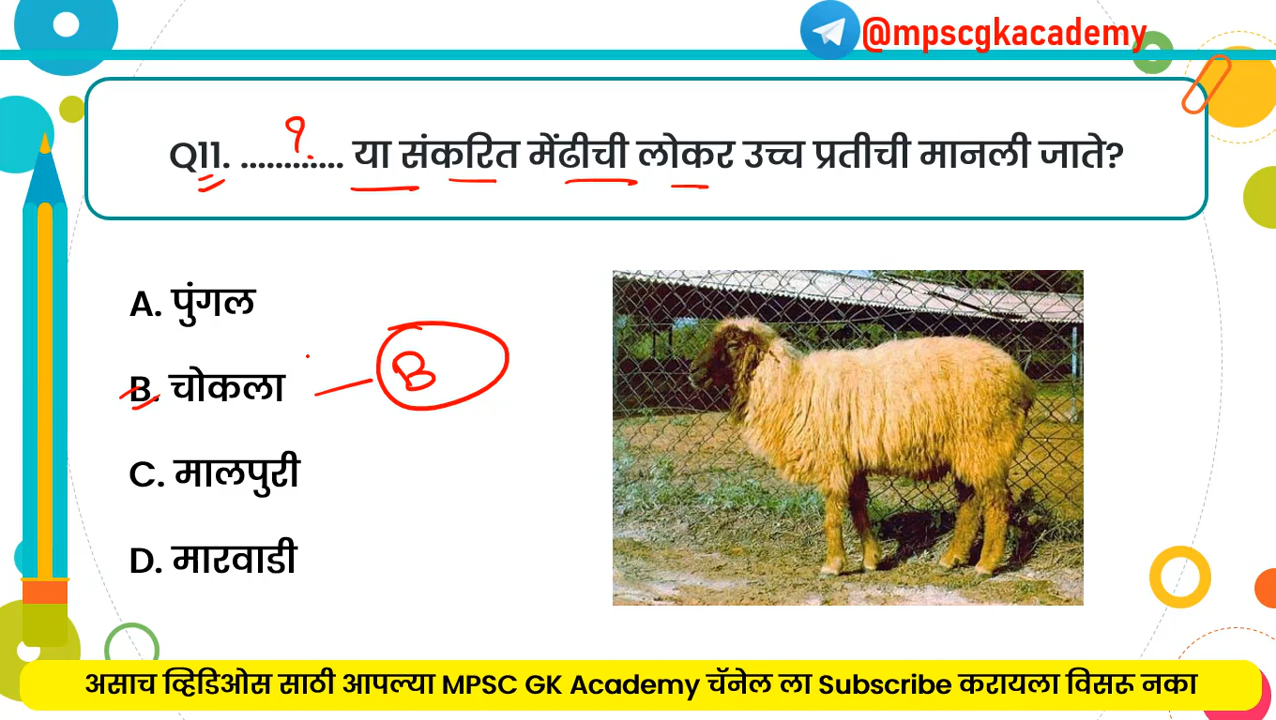 @mpscgkacademy
?
Q11. ............ या संकरित मेंढीची लोकर उच्च प्रतीची मानली जाते?
A. पुंगल
B. चोकला
B
C. मालपुरी
D. मारवाडी
असाच व्हिडिओस साठी आपल्या MPSC GK Academy चॅनेल ला Subscribe करायला विसरू नका